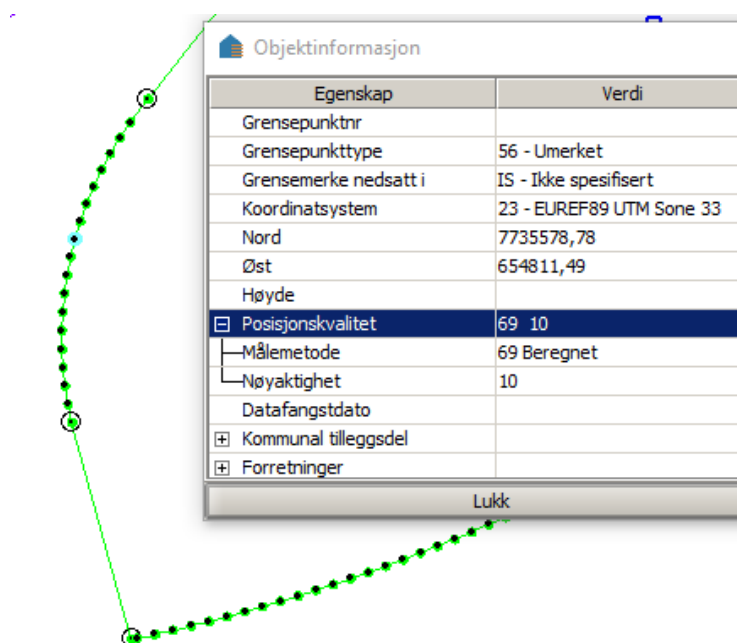 Objektinformasjon
Egenskap Verdi
Grensepunktnr
Grensepunkttype 56 - Umerket
Grensemerke nedsatt i IS - Ikke spesifisert
Koordinatsystem 23 - EUREF89 UTM Sone 33
Nord 7735578,78
Øst 654811,49
Høyde
Posisjonskvalitet 69 10
Målemetode 69 Beregnet
Nøyaktighet 10
Datafangstdato
Kommunal tilleggsdel
Forretninger
Lukk